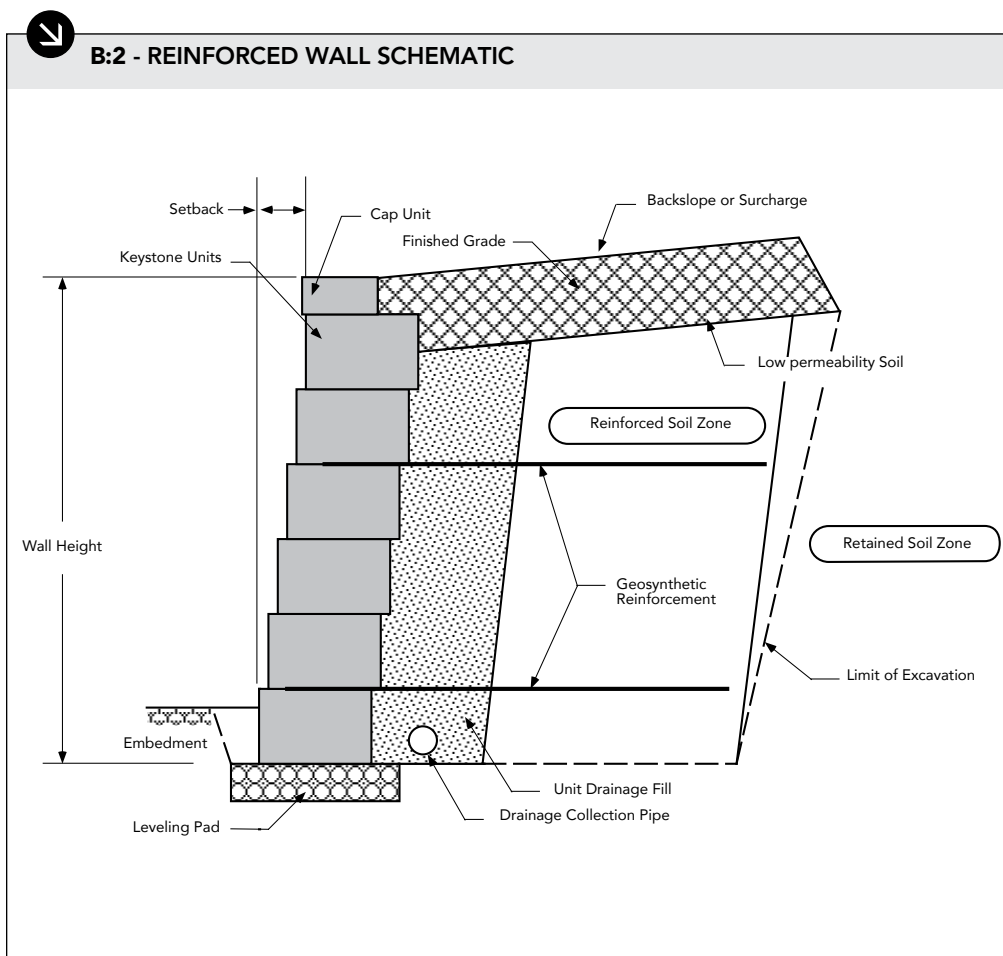 B:2 - REINFORCED WALL SCHEMATIC
Backslope or Surcharge
Setback
Cap Unit
Finished Grade
Keystone Units
Low permeability Soil
Reinforced Soil Zone
Wall Height
Retained Soil Zone
Geosynthetic
Reinforcement
Limit of Excavation
Embedment
Unit Drainage Fill
Drainage Collection Pipe
Leveling Pad